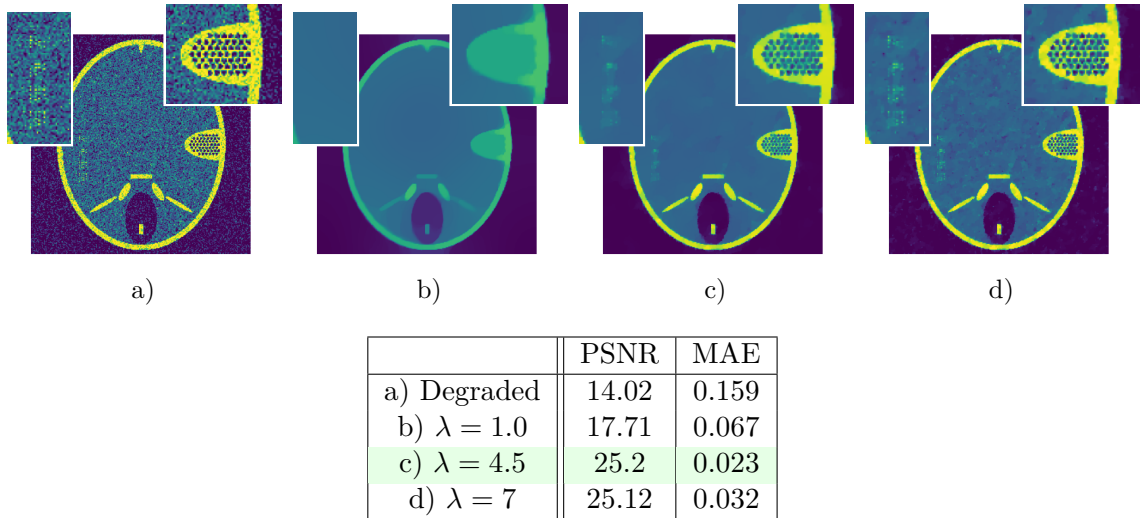 a)
b)
c)
d)
PSNR MAE
a) Degraded 14.02 0.159
b) λ = 1.0 17.71 0.067
c) λ = 4.5 25.2 0.023
d) λ = 7 25.12 0.032